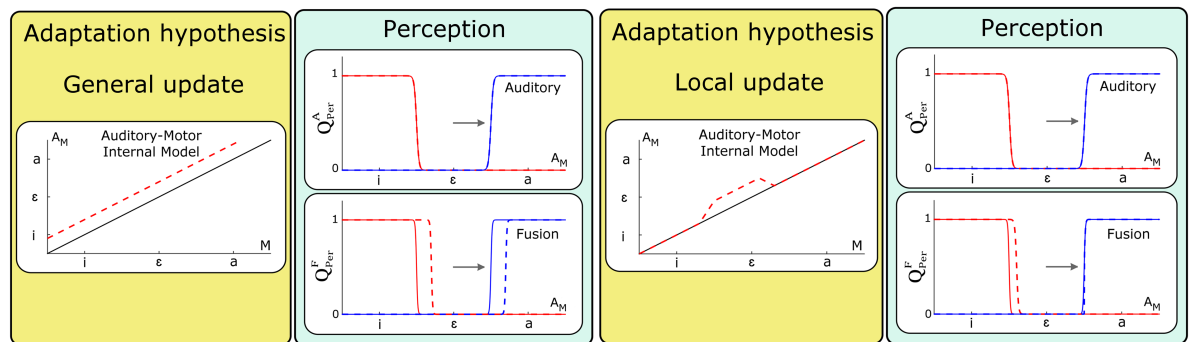 Adaptation hypothesis
General update
Auditory-Motor
Internal Model
A_M
a
ε
i
i
ε
a
M
Perception
Q^A_Per
1
0
Auditory
A_M
i
ε
a
Q^F_Per
1
0
Fusion
A_M
i
ε
a
Adaptation hypothesis
Local update
Auditory-Motor
Internal Model
A_M
a
ε
i
i
ε
a
M
Perception
Q^A_Per
1
0
Auditory
A_M
i
ε
a
Q^F_Per
1
0
Fusion
A_M
i
ε
a